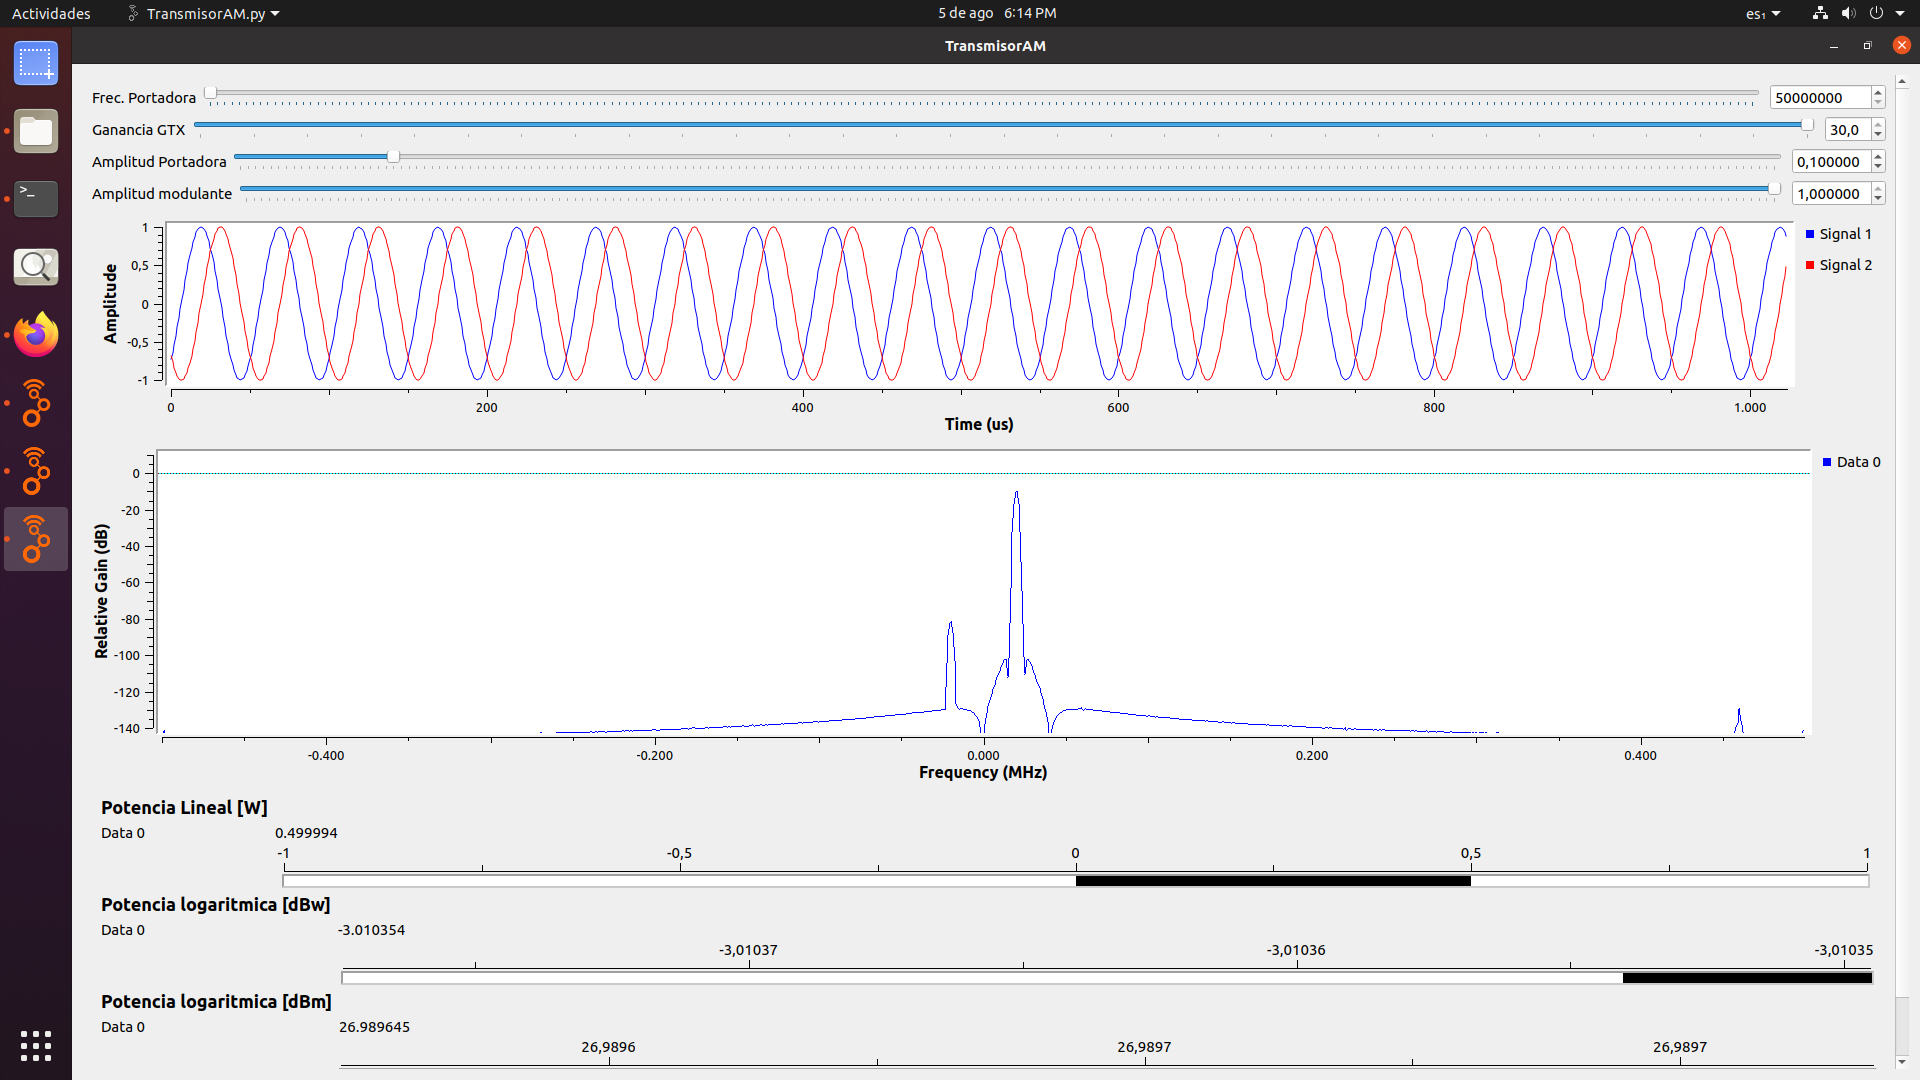 Actividades TransmisorAM.py 5 de ago 6:14 PM es₁
TransmisorAM
Frec. Portadora 50000000
Ganancia GTX 30,0
Amplitud Portadora 0,100000
Amplitud modulante 1,000000
Amplitude
1
0,5
0
-0,5
-1
Signal 1
Signal 2
0 200 400 600 800 1.000
Time (us)
Relative Gain (dB)
0
-20
-40
-60
-80
-100
-120
-140
Data 0
-0.400 -0.200 0.000 0.200 0.400
Frequency (MHz)
Potencia Lineal [W]
Data 0 0.499994
-1 -0,5 0 0,5 1
Potencia logaritmica [dBw]
Data 0 -3.010354
-3,01037 -3,01036 -3,01035
Potencia logaritmica [dBm]
Data 0 26.989645
26,9896 26,9897 26,9897